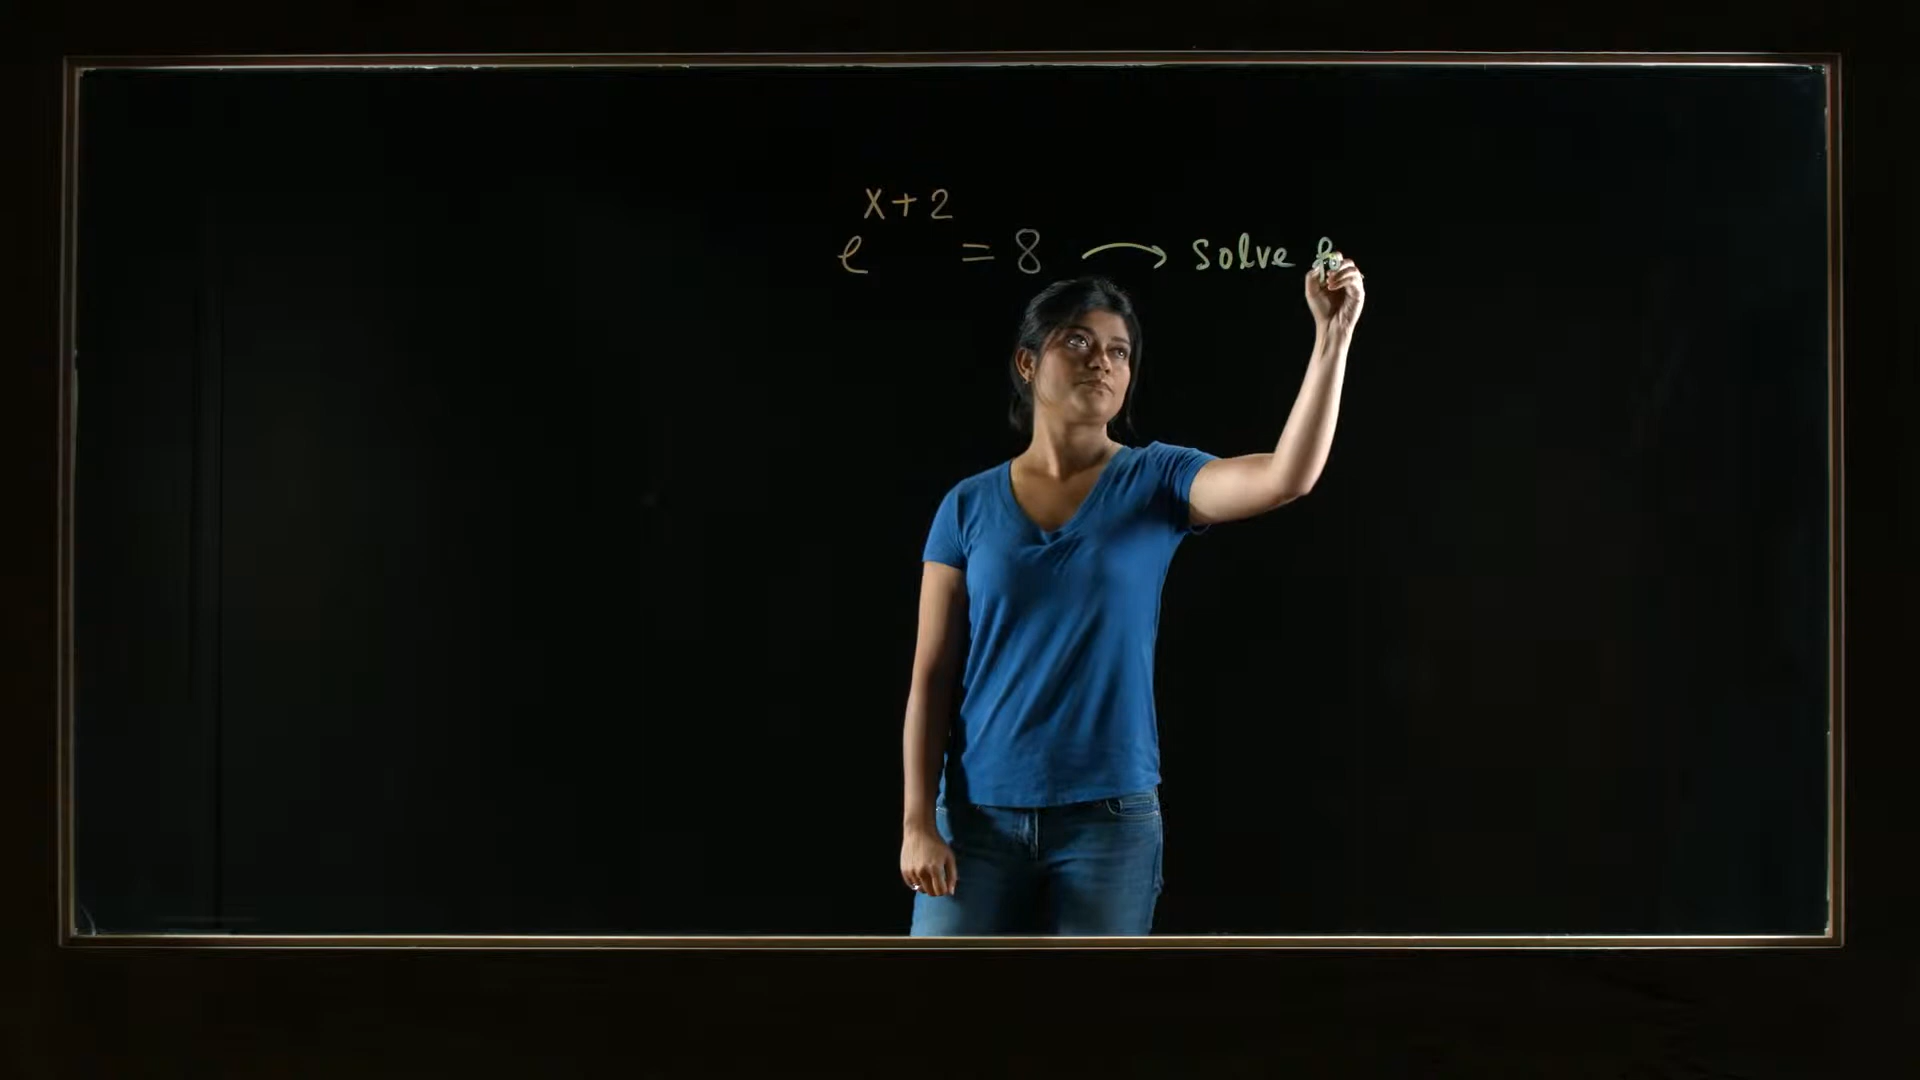 e^{x+2} = 8 → solve f